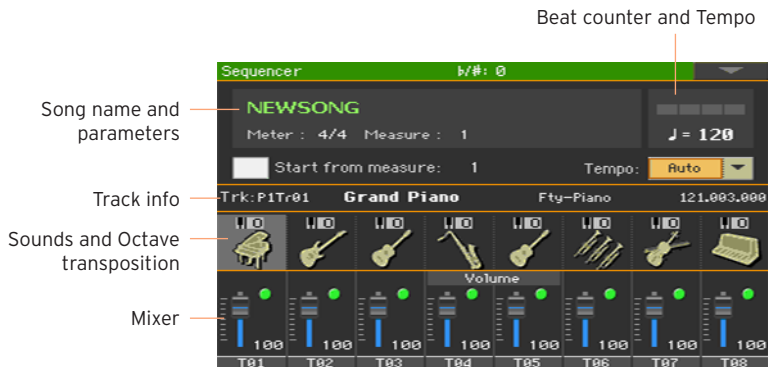 Beat counter and Tempo
Sequencer ♭/#: 0
Song name and
parameters
NEWSONG
Meter : 4/4 Measure : 1
♩= 120
Start from measure: 1 Tempo: Auto
Track info
Trk:P1Tr01 Grand Piano Fty-Piano 121.003.000
Sounds and Octave
transposition
0 0 0 0 0 0 0 0
Volume
Mixer
100 100 100 100 100 100 100 100
T01 T02 T03 T04 T05 T06 T07 T08